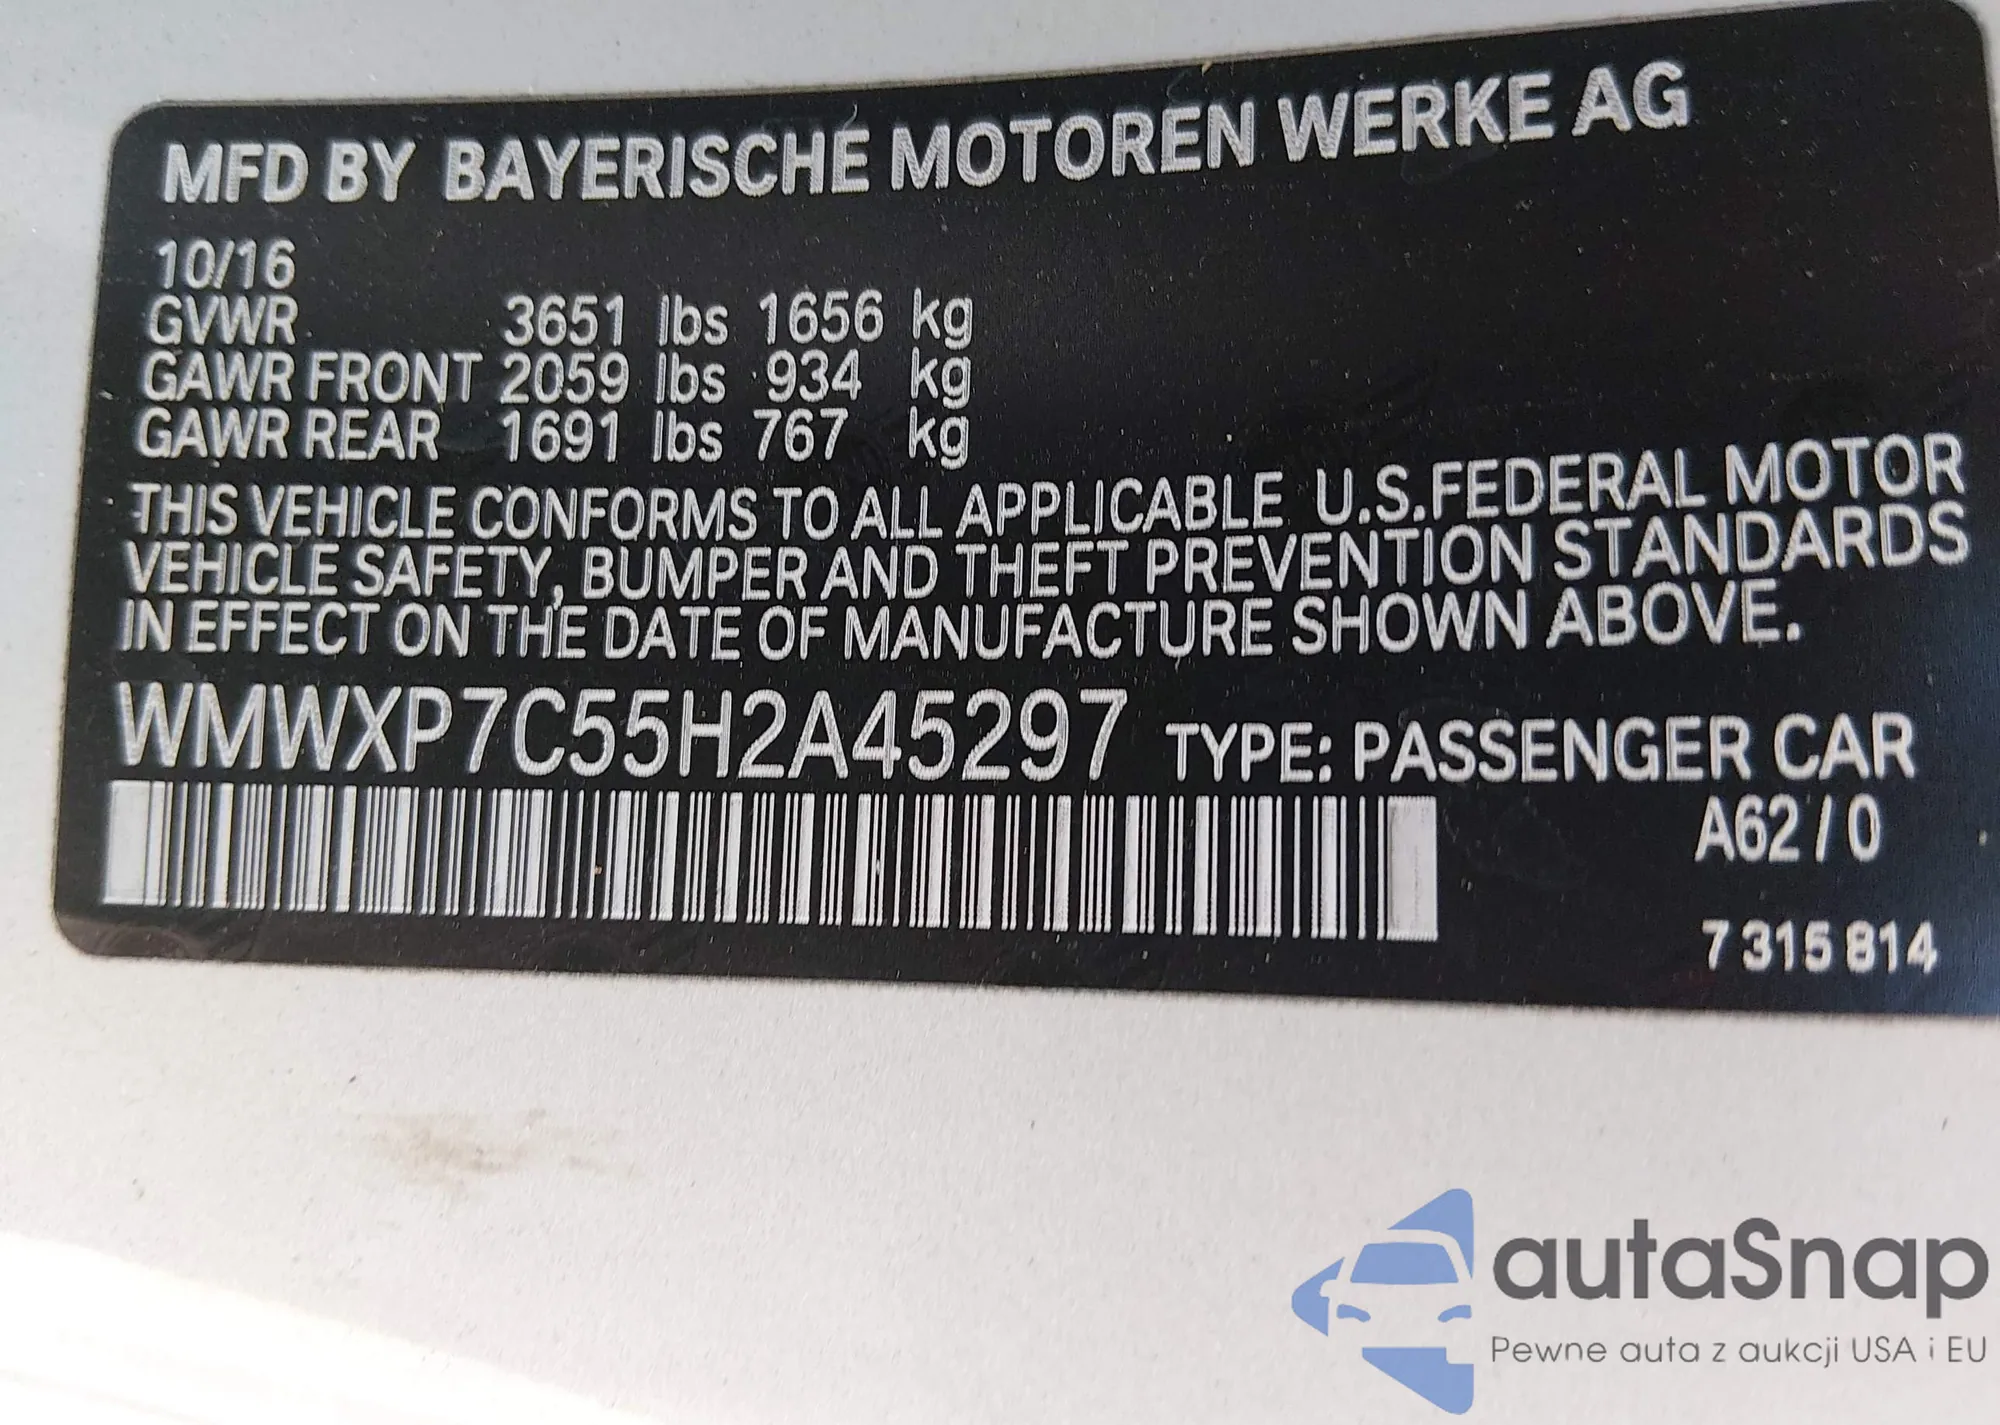 MFD BY BAYERISCHE MOTOREN WERKE AG
10/16
GVWR 3651 lbs 1656 kg
GAWR FRONT 2059 lbs 934 kg
GAWR REAR 1691 lbs 767 kg
THIS VEHICLE CONFORMS TO ALL APPLICABLE U.S.FEDERAL MOTOR
VEHICLE SAFETY, BUMPER AND THEFT PREVENTION STANDARDS
IN EFFECT ON THE DATE OF MANUFACTURE SHOWN ABOVE.
WMWXP7C55H2A45297 TYPE: PASSENGER CAR
A62/0
7 315 814
autaSnap
Pewne auta z aukcji USA i EU